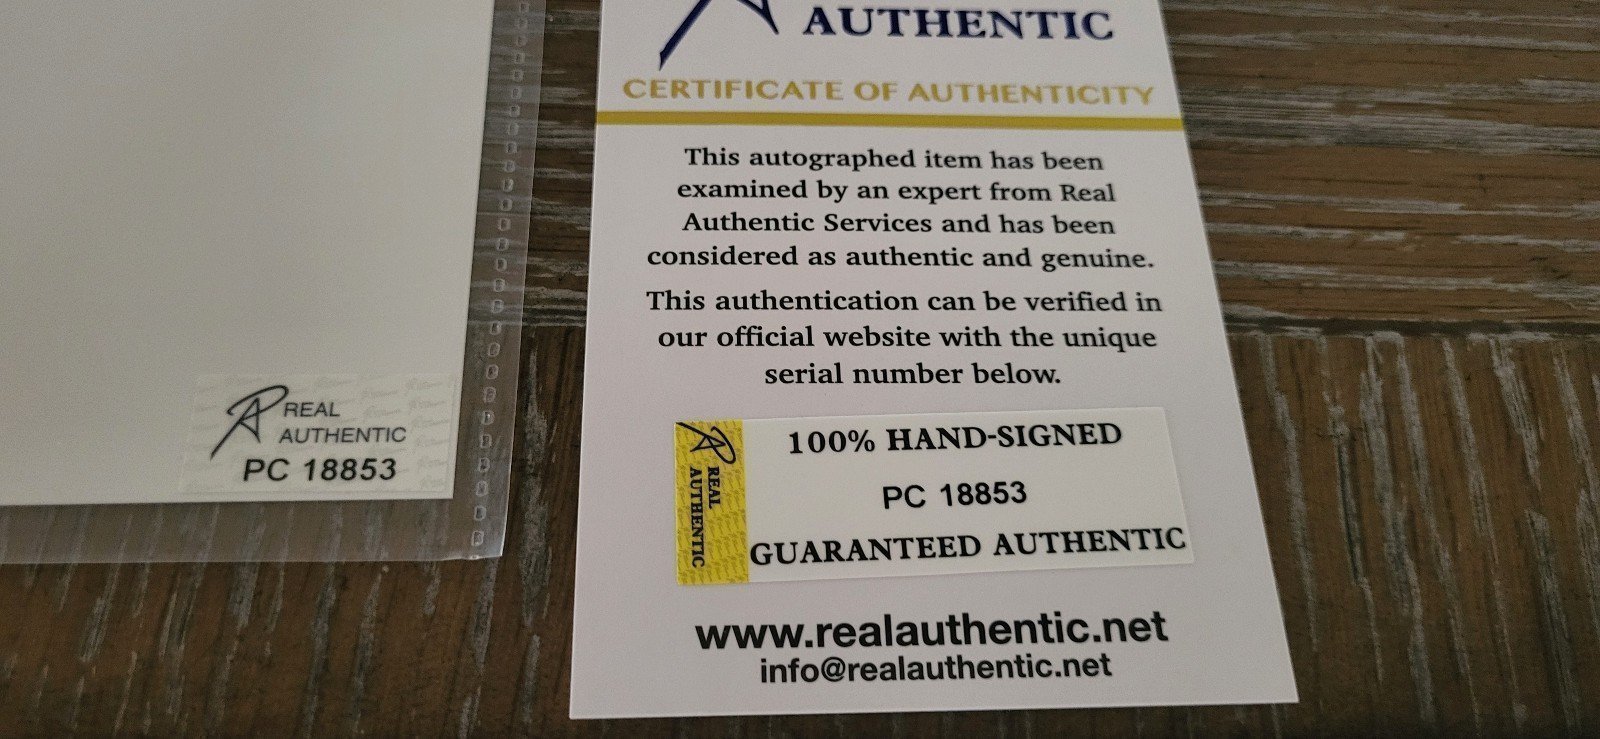 REAL
AUTHENTIC
PC 18853
AUTHENTIC
CERTIFICATE OF AUTHENTICITY
This autographed item has been
examined by an expert from Real
Authentic Services and has been
considered as authentic and genuine.
This authentication can be verified in
our official website with the unique
serial number below.
REAL
AUTHENTIC
100% HAND-SIGNED
PC 18853
GUARANTEED AUTHENTIC
www.realauthentic.net
info@realauthentic.net